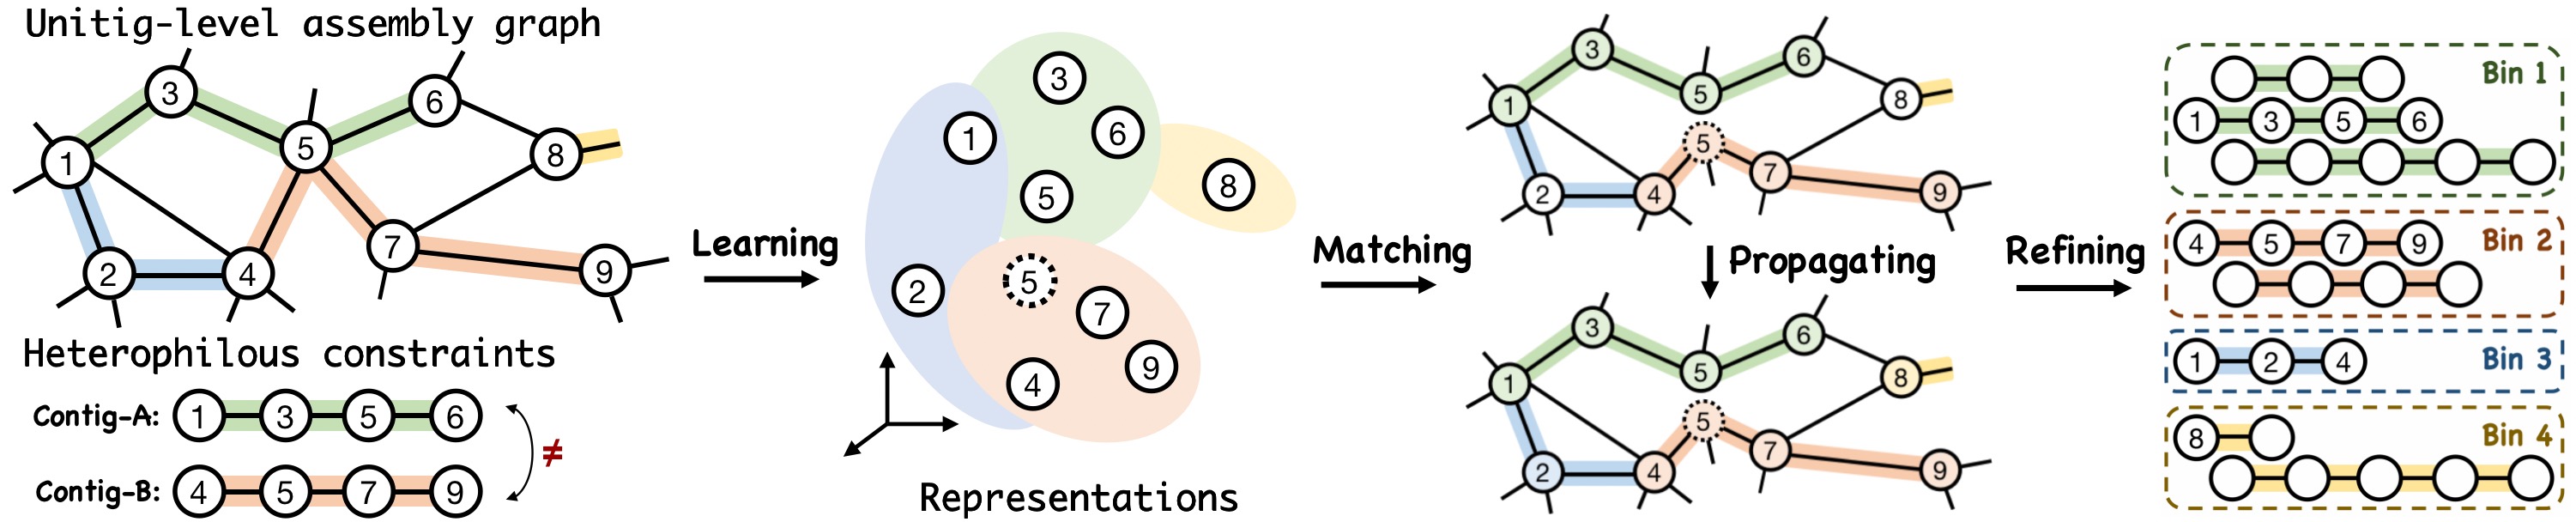 Unitig-level assembly graph
3
6
5
8
1
7
2
4
9
Heterophilous constraints
Contig-A: 1 3 5 6
≠
Contig-B: 4 5 7 9
Learning
3
1
6
5
8
2
5
7
9
4
Representations
Matching
3
6
1
5
8
5
7
2
4
9
Propagating
3
6
1
5
8
5
7
2
4
9
Refining
Bin 1
1 3 5 6
4 5 7 9 Bin 2
1 2 4 Bin 3
8 Bin 4